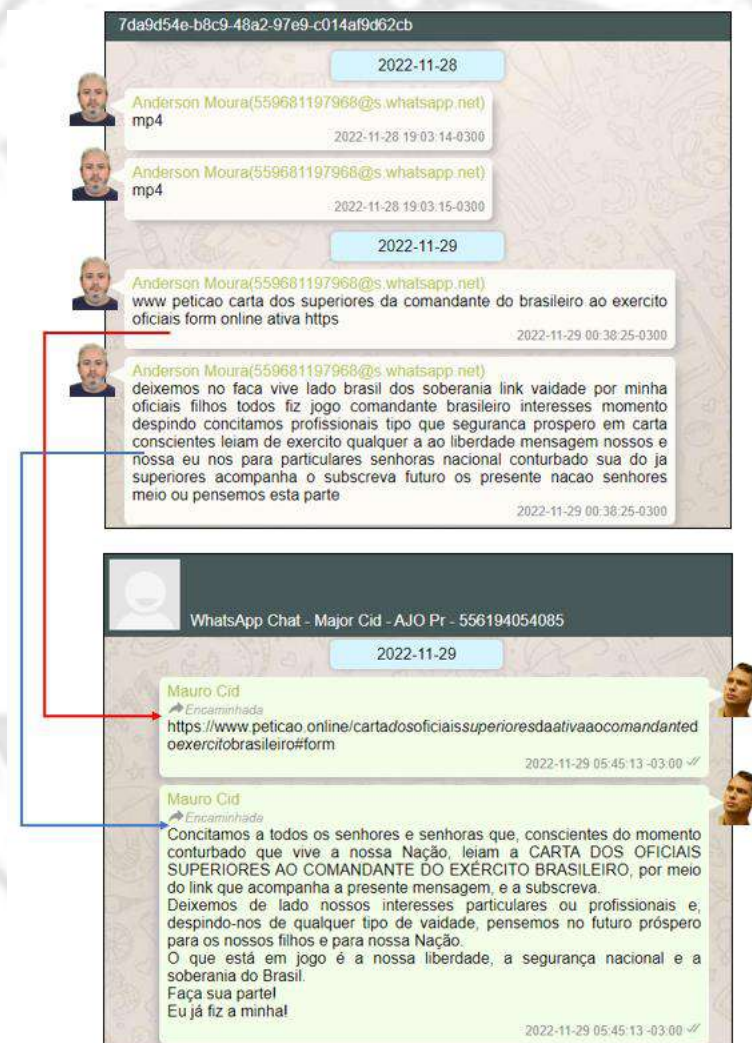 7da9d54e-b8c9-48a2-97e9-c014af9d62cb
2022-11-28
Anderson Moura(559681197968@s.whatsapp.net)
mp4
2022-11-28 19:03:14-0300
Anderson Moura(559681197968@s.whatsapp.net)
mp4
2022-11-28 19:03:15-0300
2022-11-29
Anderson Moura(559681197968@s.whatsapp.net)
www peticao carta dos superiores da comandante do brasileiro ao exercito
oficiais form online ativa https
2022-11-29 00:38:25-0300
Anderson Moura(559681197968@s.whatsapp.net)
deixemos no faca vive lado brasil dos soberania link vaidade por minha
oficiais filhos todos fiz jogo comandante brasileiro interesses momento
despindo concitamos profissionais tipo que seguranca prospero em carta
conscientes leiam de exercito qualquer a ao liberdade mensagem nossos e
nossa eu nos para particulares senhoras nacional conturbado sua do ja
superiores acompanha o subscreva futuro os presente nacao senhores
meio ou pensemos esta parte
2022-11-29 00:38:25-0300
WhatsApp Chat - Major Cid - AJO Pr - 556194054085
2022-11-29
Mauro Cid
Encaminhada
https://www.peticao.online/cartadosoficiaissuperioresdaativaaocomandanted
oexercitobrasileiro#form
2022-11-29 05:45:13 -03:00
Mauro Cid
Encaminhada
Concitamos a todos os senhores e senhoras que, conscientes do momento
conturbado que vive a nossa Nação, leiam a CARTA DOS OFICIAIS
SUPERIORES AO COMANDANTE DO EXÉRCITO BRASILEIRO, por meio
do link que acompanha a presente mensagem, e a subscreva.
Deixemos de lado nossos interesses particulares ou profissionais e,
despindo-nos de qualquer tipo de vaidade, pensemos no futuro próspero
para os nossos filhos e para nossa Nação.
O que está em jogo é a nossa liberdade, a segurança nacional e a
soberania do Brasil.
Faça sua parte!
Eu já fiz a minha!
2022-11-29 05:45:13 -03:00